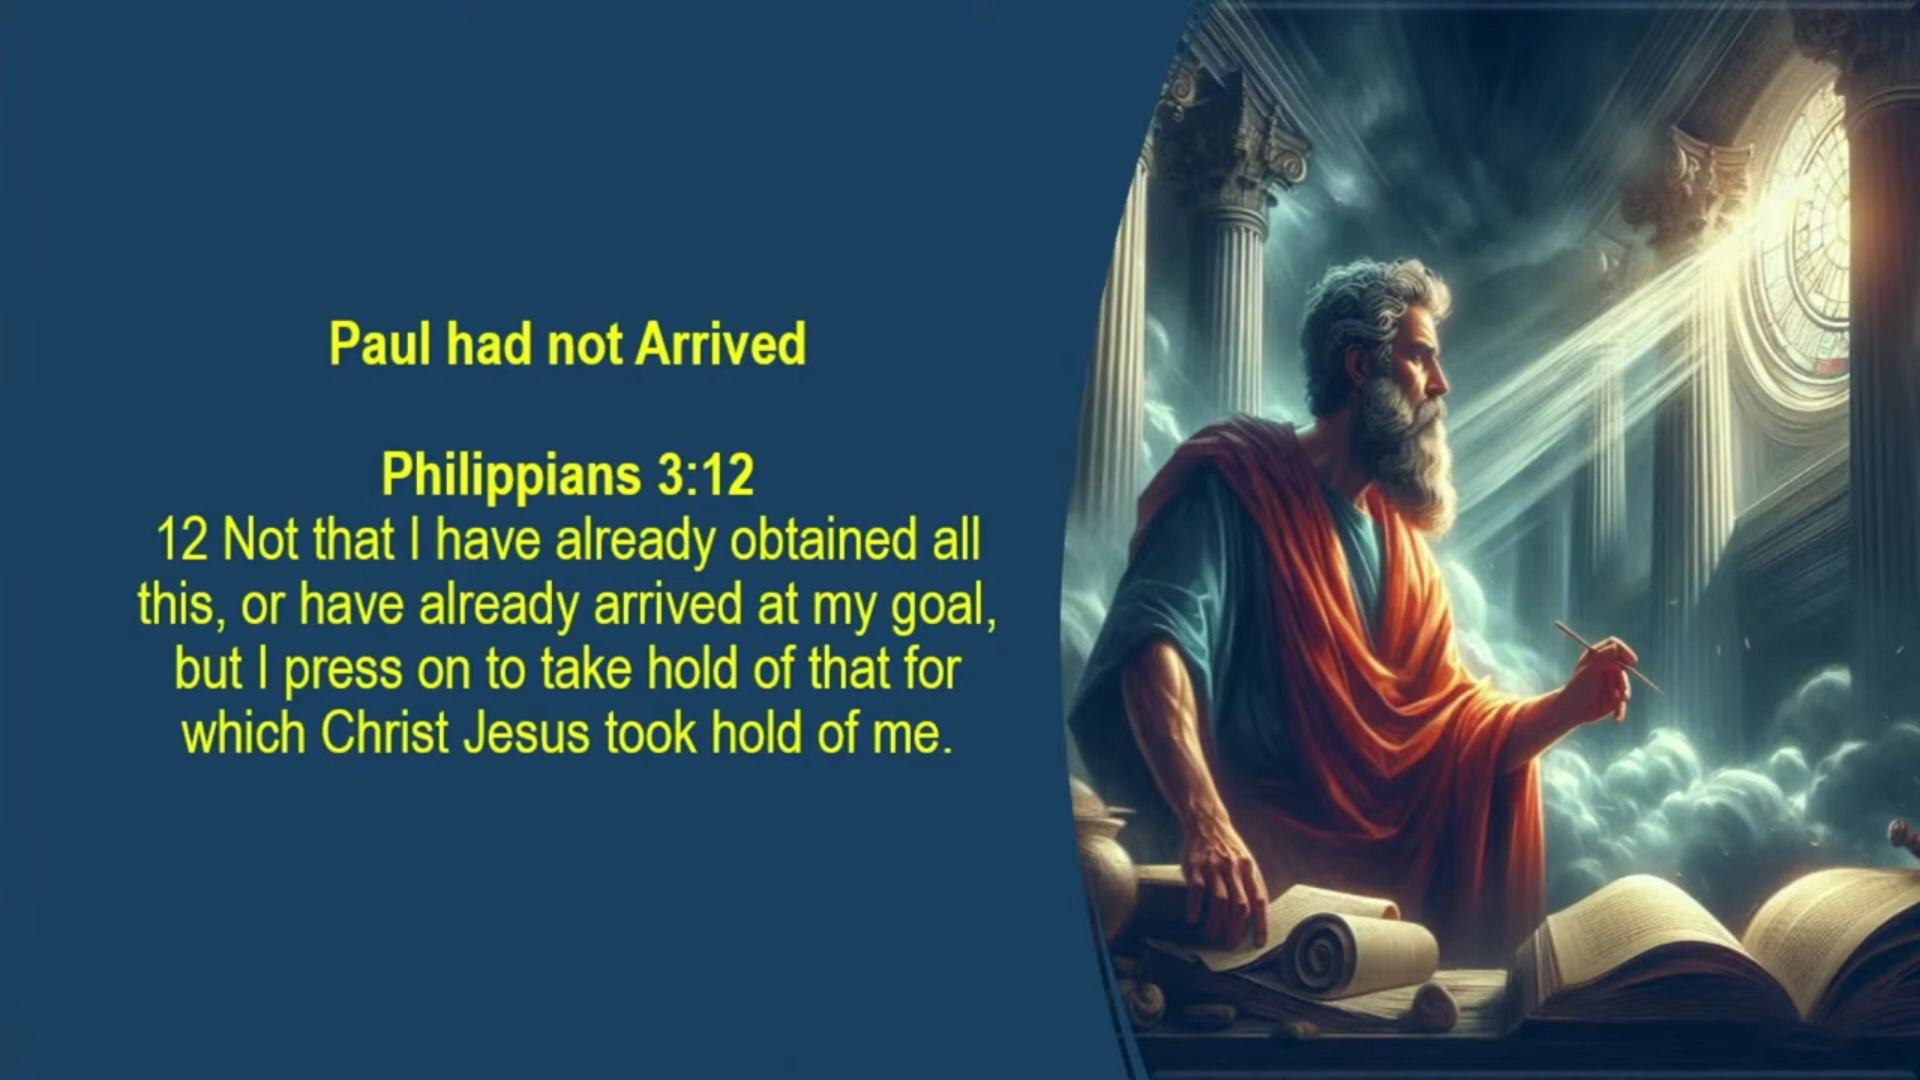 Paul had not Arrived
Philippians 3:12
12 Not that I have already obtained all
this, or have already arrived at my goal,
but I press on to take hold of that for
which Christ Jesus took hold of me.